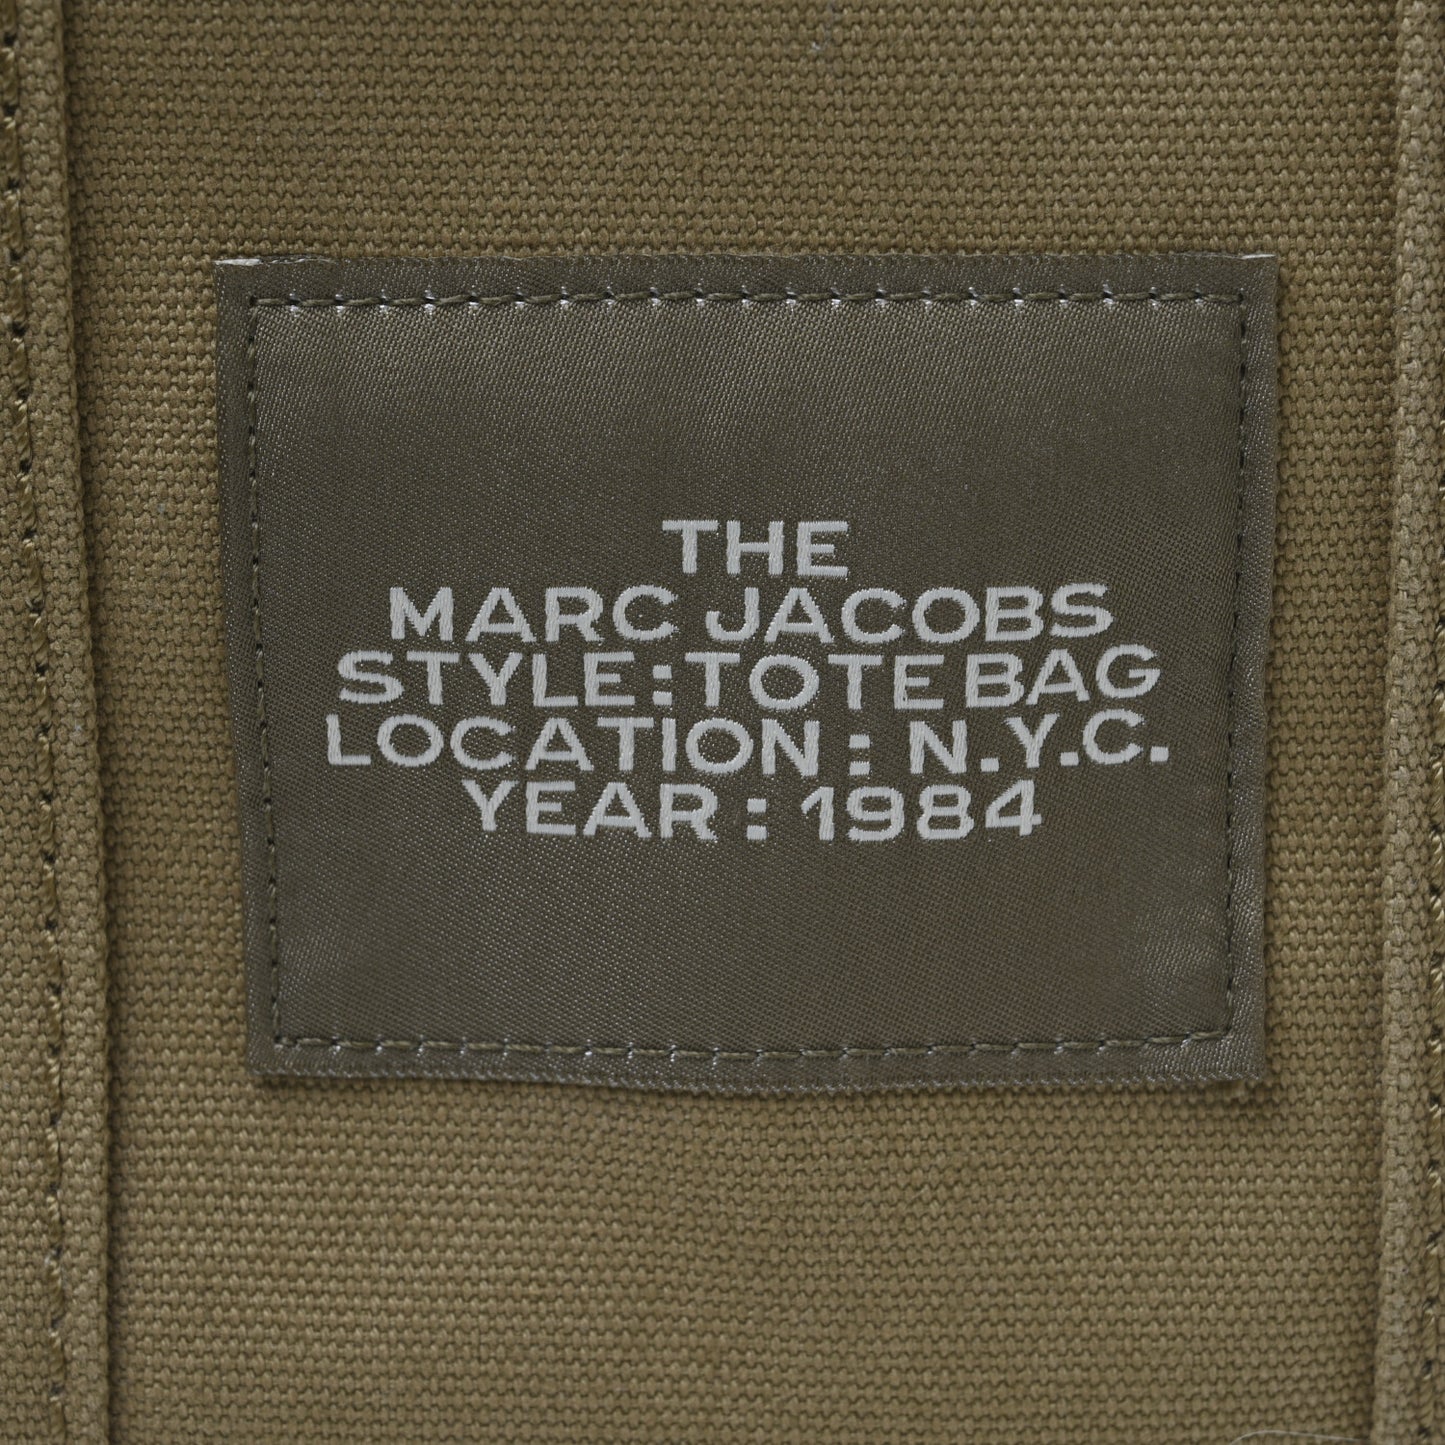 THE
MARC JACOBS
STYLE: TOTE BAG
LOCATION : N.Y.C.
YEAR : 1984